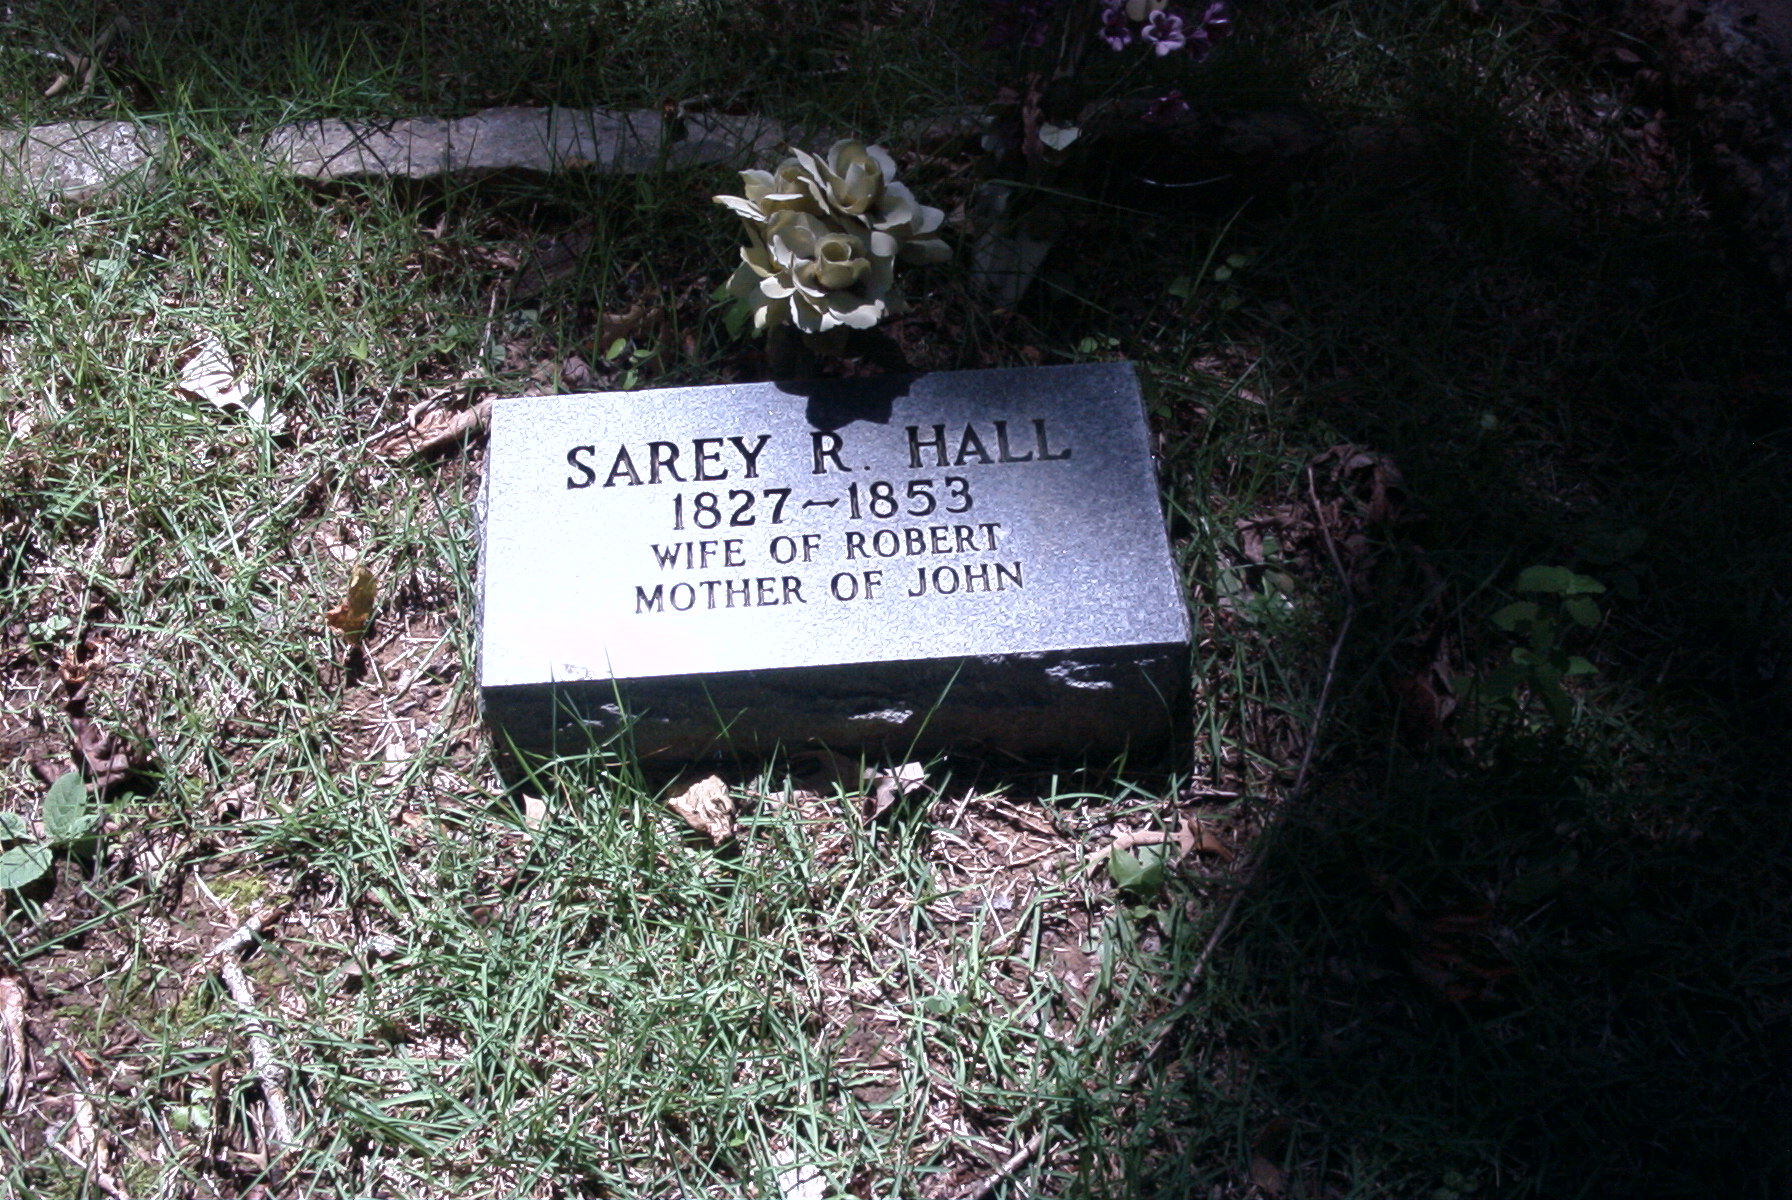 SAREY R. HALL
1827~1853
WIFE OF ROBERT
MOTHER OF JOHN